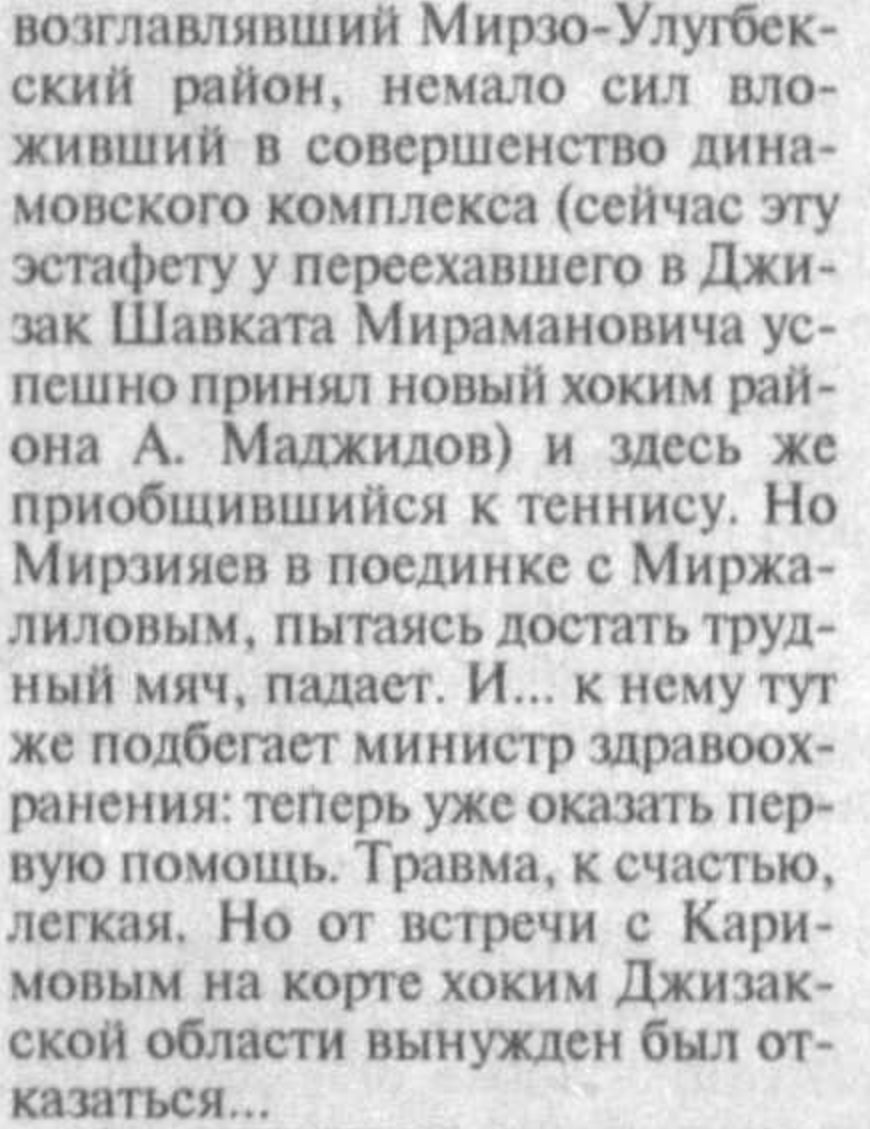 возглавлявший Мирзо-Улугбек-
ский район, немало сил вло-
живший в совершенство дина-
мовского комплекса (сейчас эту
эстафету у переехавшего в Джи-
зак Шавката Мирамановича ус-
пешно принял новый хоким рай-
она А. Маджидов) и здесь же
приобщившийся к теннису. Но
Мирзияев в поединке с Миржа-
лиловым, пытаясь достать труд-
ный мяч, падает. И... к нему тут
же подбегает министр здравоох-
ранения: теперь уже оказать пер-
вую помощь. Травма, к счастью,
легкая. Но от встречи с Кари-
мовым на корте хоким Джизак-
ской области вынужден был от-
казаться...